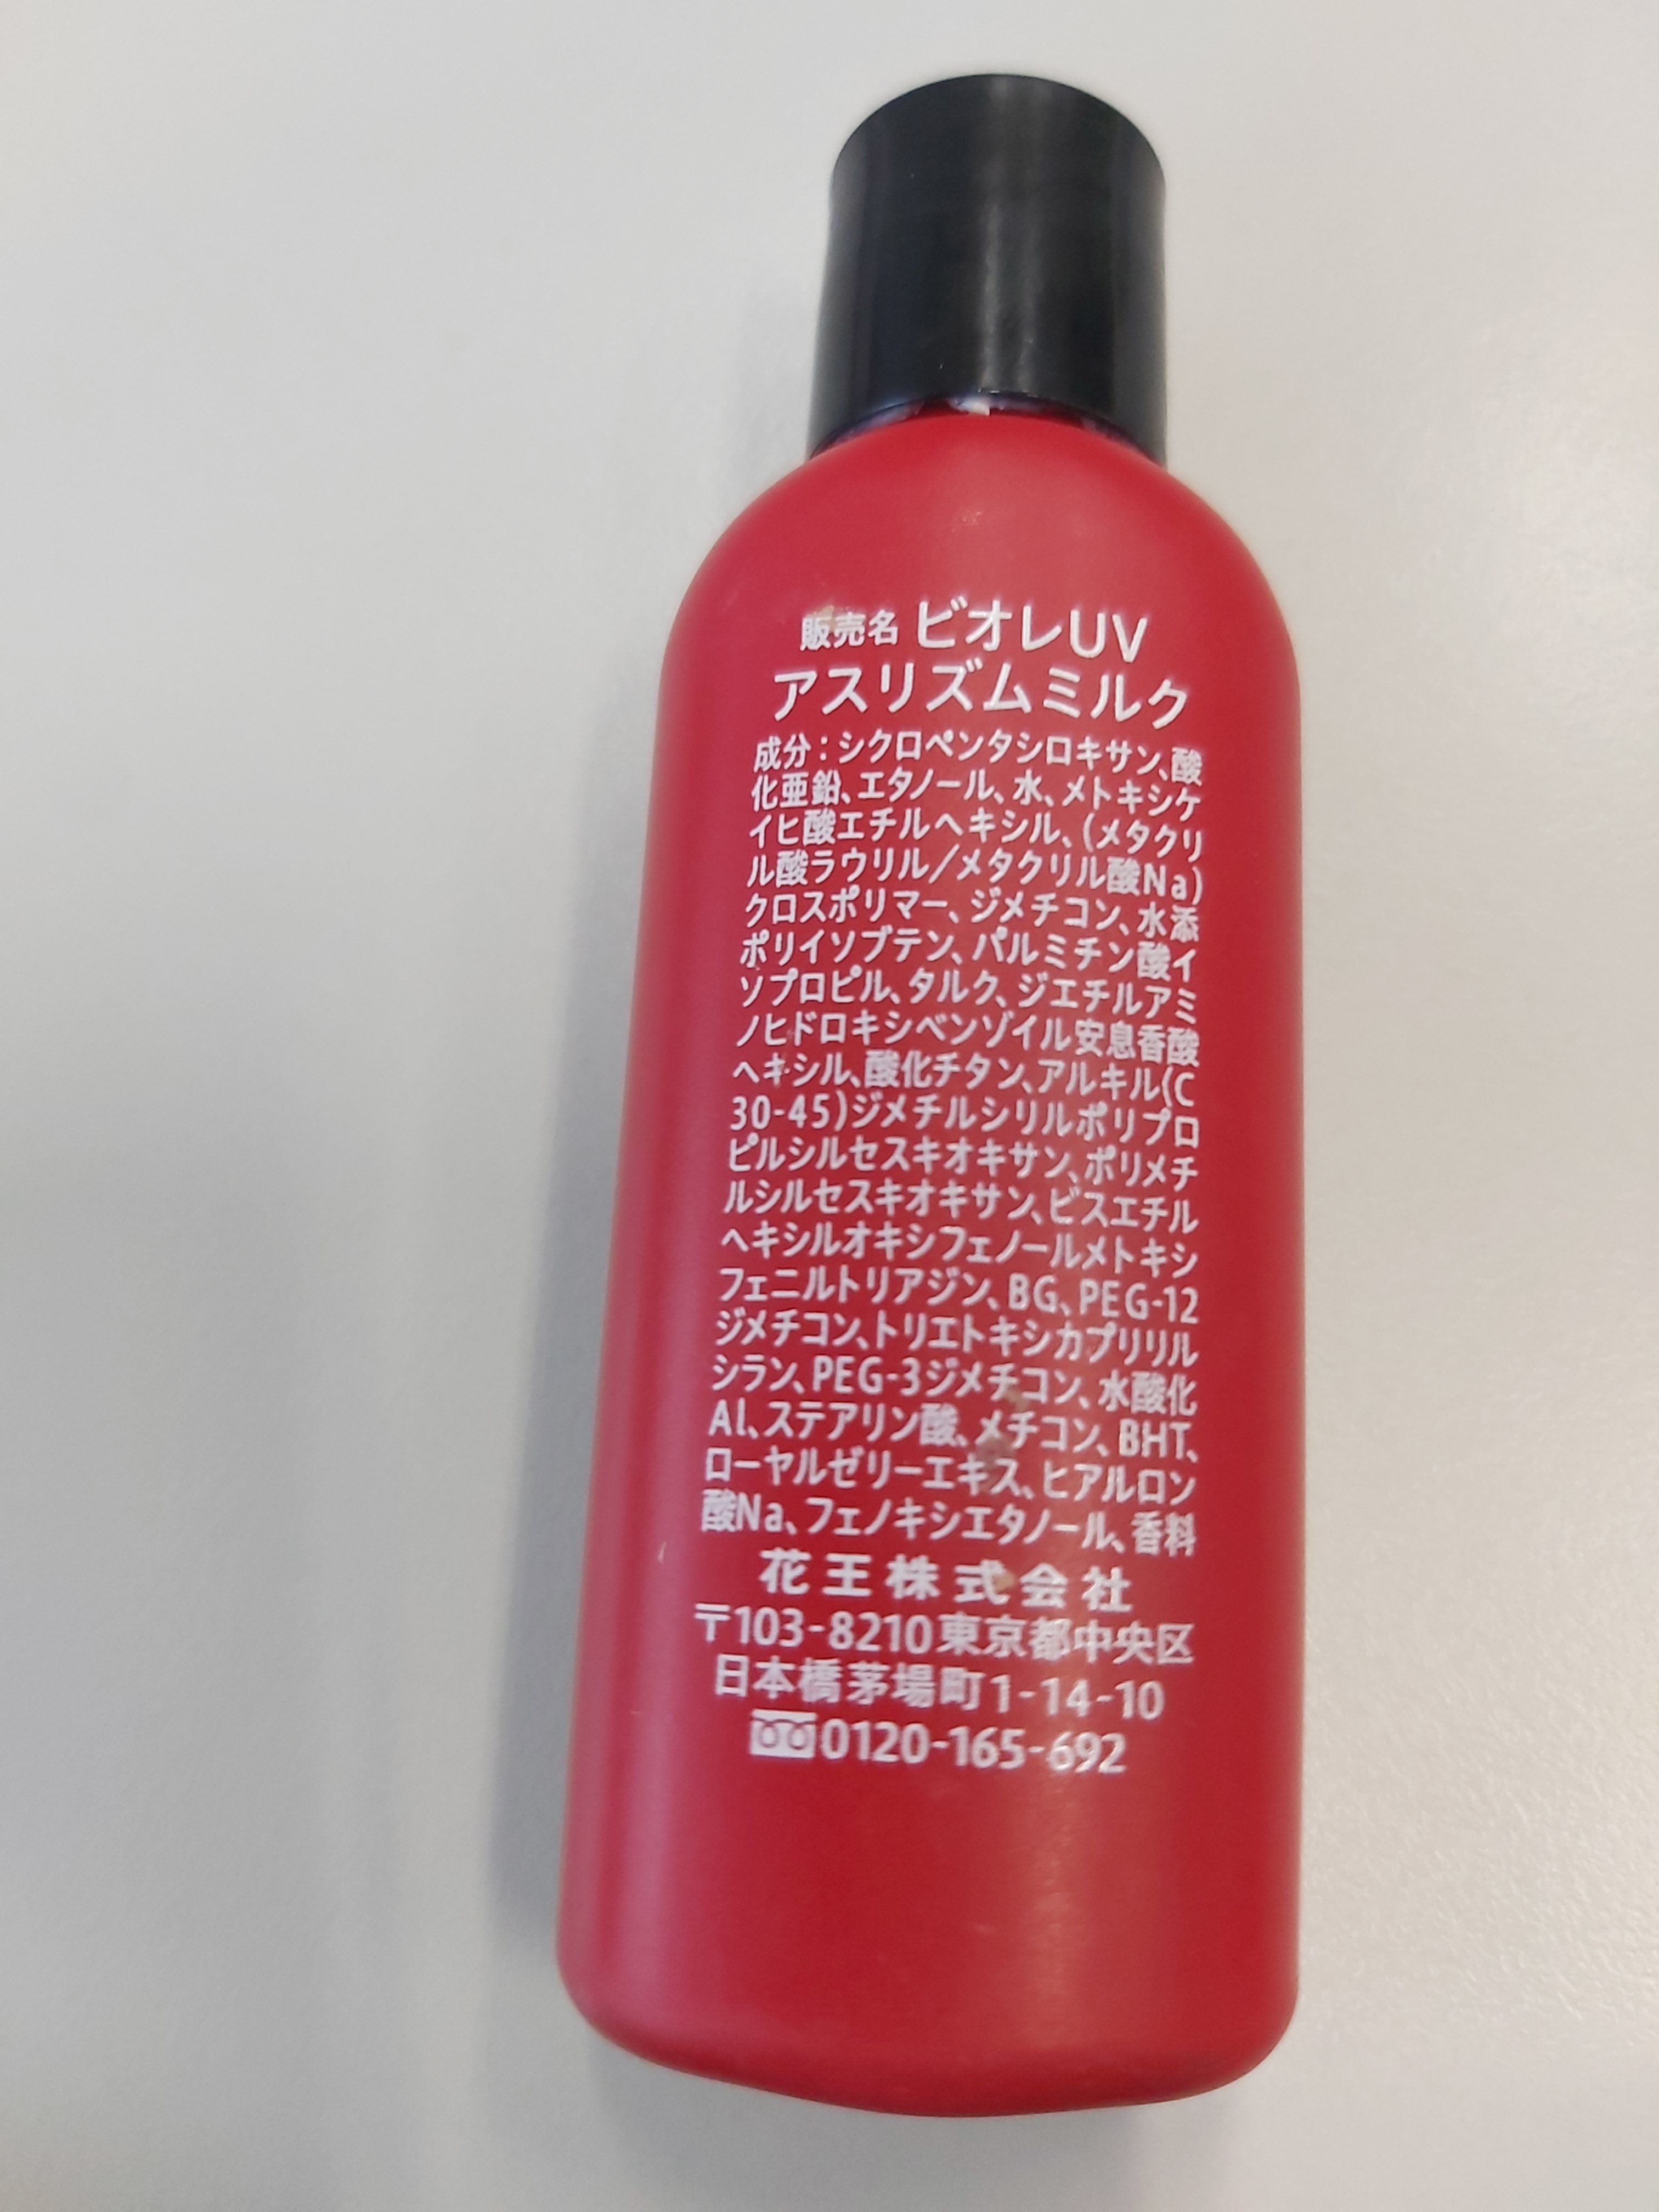 販売名 ビオレUV
アスリズムミルク
成分：シクロペンタシロキサン、酸
化亜鉛、エタノール、水、メトキシケ
イヒ酸エチルヘキシル、(メタクリ
ル酸ラウリル／メタクリル酸Na)
クロスポリマー、ジメチコン、水添
ポリイソブテン、パルミチン酸イ
ソプロピル、タルク、ジエチルアミ
ノヒドロキシベンゾイル安息香酸
ヘキシル、酸化チタン、アルキル(C
30-45)ジメチルシリルポリプロ
ピルシルセスキオキサン、ポリメチ
ルシルセスキオキサン、ビスエチル
ヘキシルオキシフェノールメトキシ
フェニルトリアジン、BG、PEG-12
ジメチコン、トリエトキシカプリリル
シラン、PEG-3ジメチコン、水酸化
Al、ステアリン酸、メチコン、BHT、
ローヤルゼリーエキス、ヒアルロン
酸Na、フェノキシエタノール、香料
花王株式会社
〒103-8210東京都中央区
日本橋茅場町1-14-10
0120-165-692